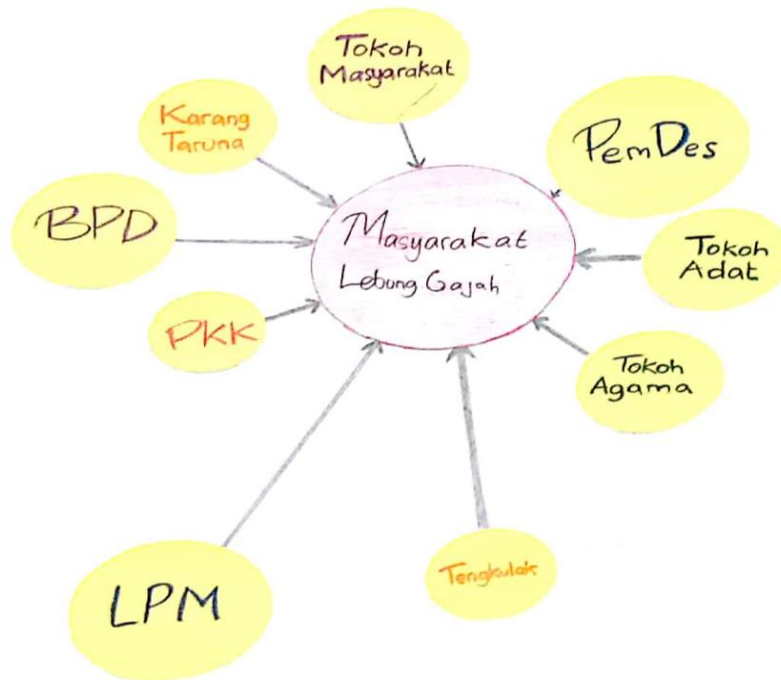 Tokoh
Masyarakat
Karang
Taruna
PemDes
BPD
Masyarakat
Lebung Gajah
Tokoh
Adat
PKK
Tokoh
Agama
LPM
Tengkulak